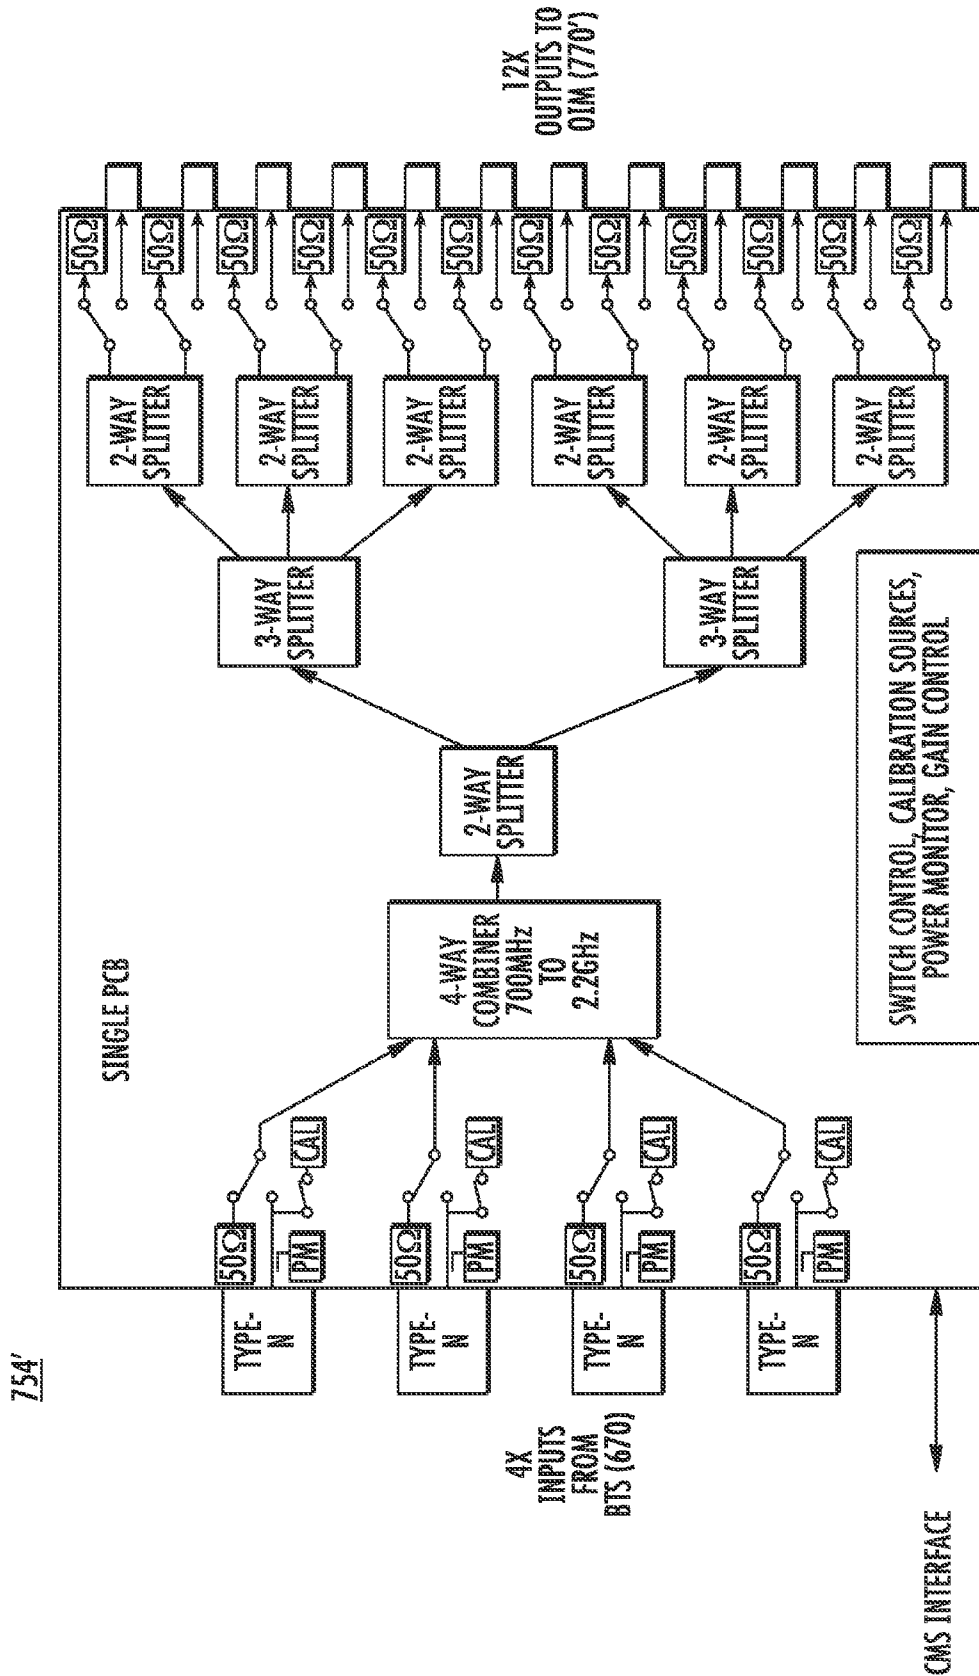 754'
4X
INPUTS
FROM
BTS (670)
CMS INTERFACE
TYPE-
N
TYPE-
N
TYPE-
N
TYPE-
N
50Ω
PM
CAL
50Ω
PM
CAL
50Ω
PM
CAL
50Ω
PM
CAL
SINGLE PCB
4-WAY
COMBINER
700MHz
TO
2.2GHz
2-WAY
SPLITTER
3-WAY
SPLITTER
3-WAY
SPLITTER
SWITCH CONTROL, CALIBRATION SOURCES,
POWER MONITOR, GAIN CONTROL
2-WAY
SPLITTER
2-WAY
SPLITTER
2-WAY
SPLITTER
2-WAY
SPLITTER
2-WAY
SPLITTER
2-WAY
SPLITTER
50Ω
50Ω
50Ω
50Ω
50Ω
50Ω
50Ω
50Ω
50Ω
50Ω
50Ω
50Ω
12X
OUTPUTS TO
OIM (770')